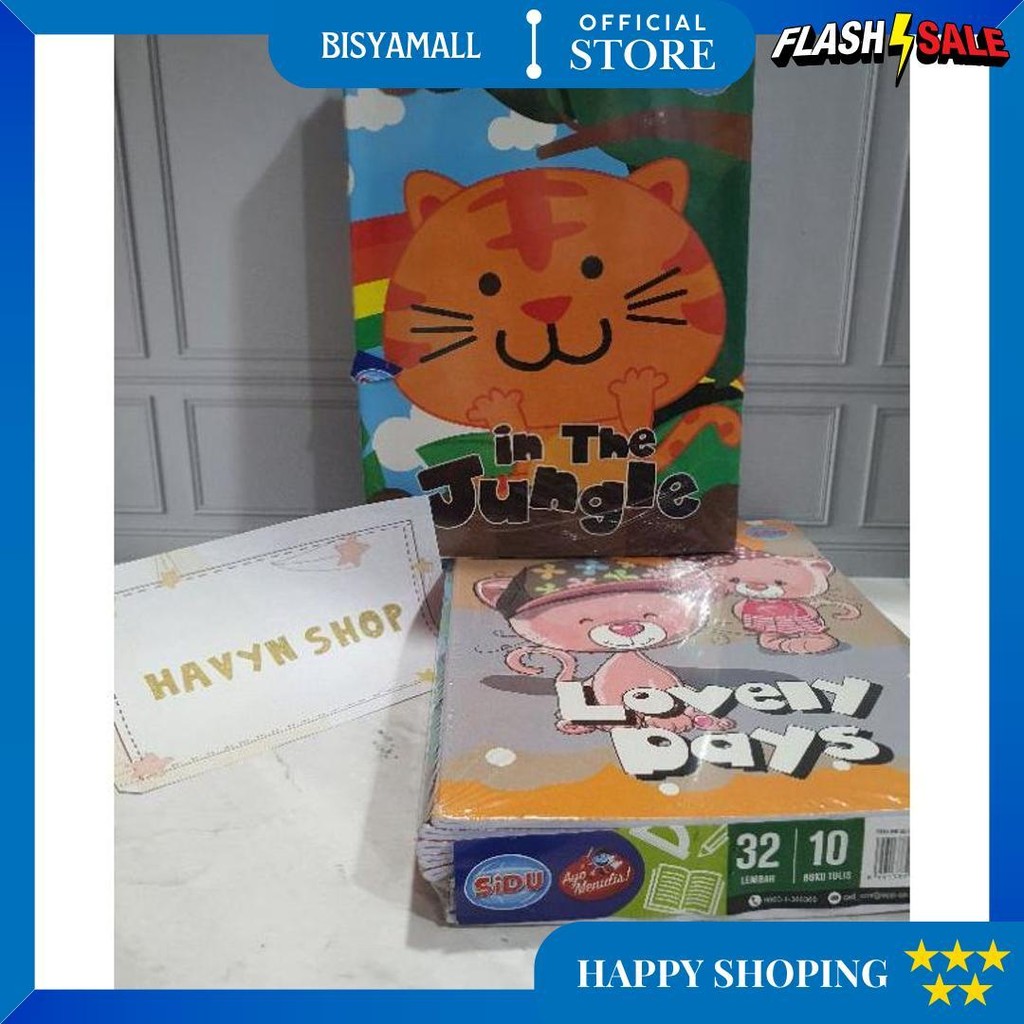 BISYAMALL
OFFICIAL
STORE
FLASH SALE
in The
Jungle
HAVYN SHOP
Lovely
Days
SiDU
Ayo
Menulis!
32
LEMBAR
10
BUKU TULIS
HAPPY SHOPING